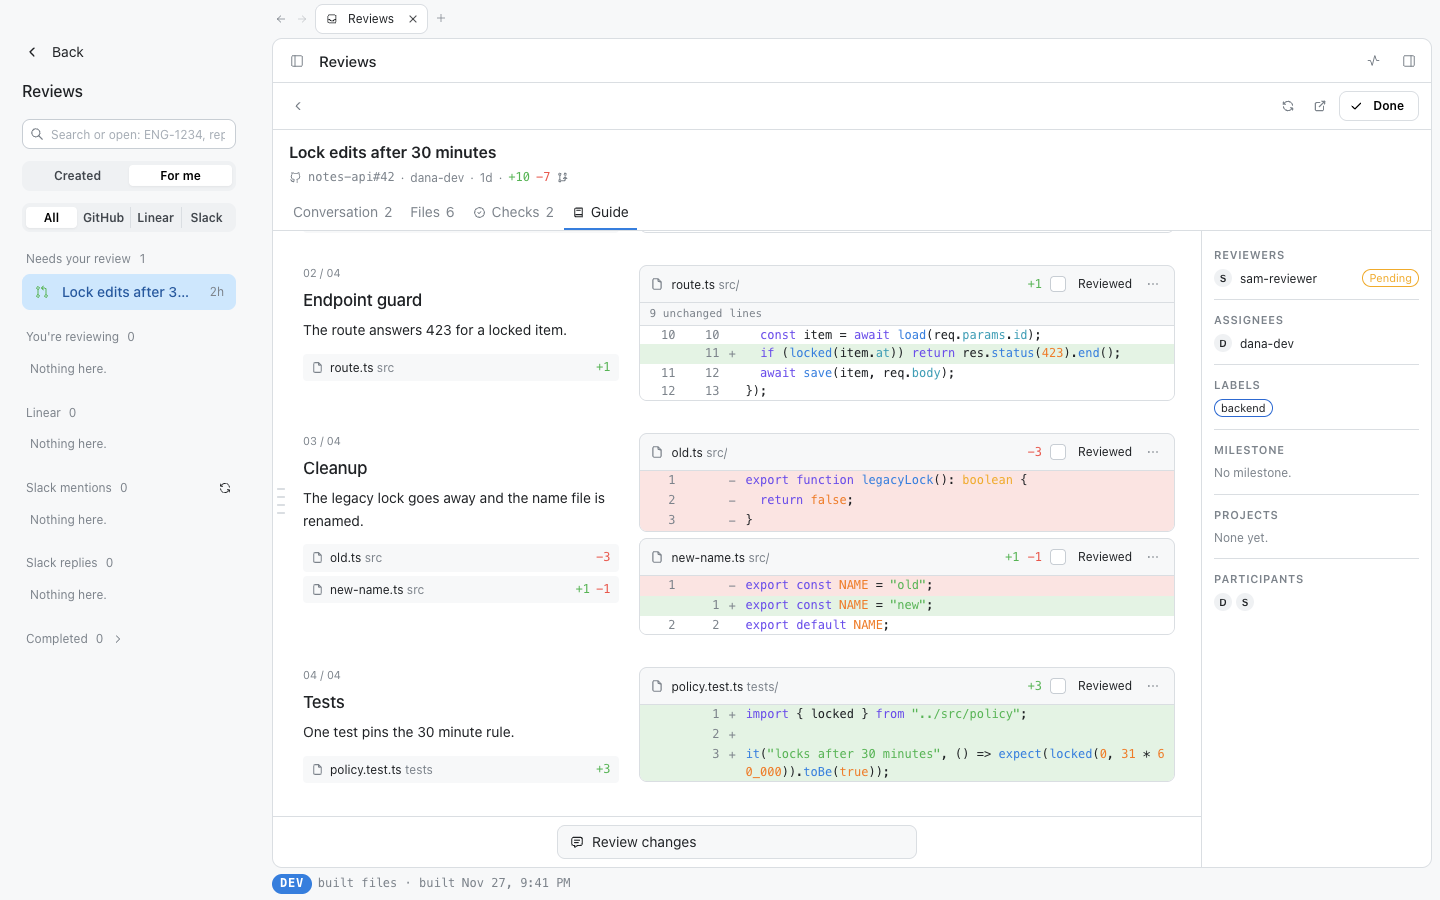 Reviews
Back
Reviews
Search or open: ENG-1234, rep
Created
For me
All
GitHub
Linear
Slack
Needs your review 1
Lock edits after 3... 2h
You're reviewing 0
Nothing here.
Linear 0
Nothing here.
Slack mentions 0
Nothing here.
Slack replies 0
Nothing here.
Completed 0
Reviews
Done
Lock edits after 30 minutes
notes-api#42 · dana-dev · 1d · +10 −7
Conversation 2
Files 6
Checks 2
Guide
02 / 04
Endpoint guard
The route answers 423 for a locked item.
route.ts src +1
route.ts src/ +1 Reviewed ...
9 unchanged lines
10 10 const item = await load(req.params.id);
11 + if (locked(item.at)) return res.status(423).end();
11 12 await save(item, req.body);
12 13 });
03 / 04
Cleanup
The legacy lock goes away and the name file is
renamed.
old.ts src −3
new-name.ts src +1 −1
old.ts src/ −3 Reviewed ...
1 − export function legacyLock(): boolean {
2 − return false;
3 − }
new-name.ts src/ +1 −1 Reviewed ...
1 − export const NAME = "old";
1 + export const NAME = "new";
2 2 export default NAME;
04 / 04
Tests
One test pins the 30 minute rule.
policy.test.ts tests +3
policy.test.ts tests/ +3 Reviewed ...
1 + import { locked } from "../src/policy";
2 +
3 + it("locks after 30 minutes", () => expect(locked(0, 31 * 6
0_000)).toBe(true));
Review changes
REVIEWERS
S sam-reviewer Pending
ASSIGNEES
D dana-dev
LABELS
backend
MILESTONE
No milestone.
PROJECTS
None yet.
PARTICIPANTS
D S
DEV built files · built Nov 27, 9:41 PM